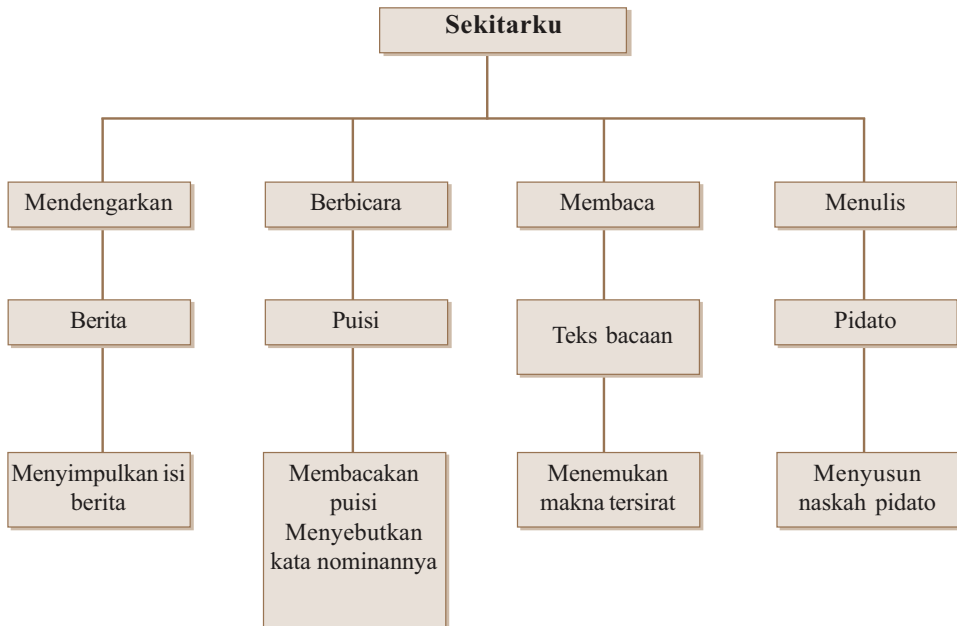 Sekitarku
Mendengarkan
Berbicara
Membaca
Menulis
Berita
Puisi
Teks bacaan
Pidato
Menyimpulkan isi
berita
Membacakan
puisi
Menyebutkan
kata nominannya
Menemukan
makna tersirat
Menyusun
naskah pidato